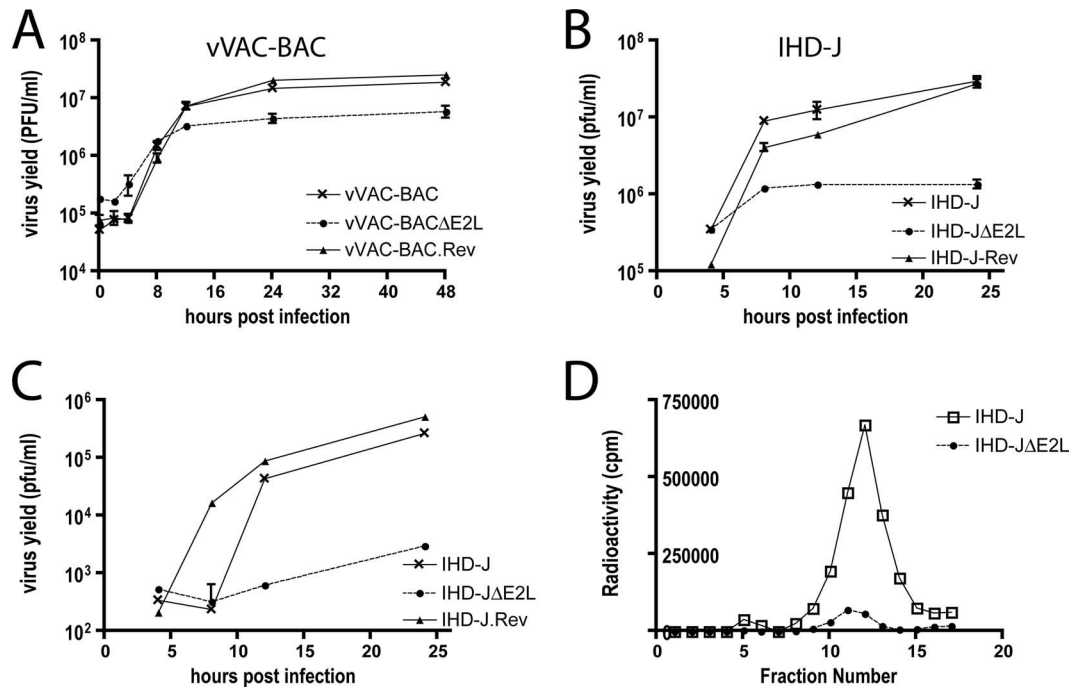 A
vVAC-BAC
virus yield (PFU/ml)
10⁸
10⁷
10⁶
10⁵
10⁴
vVAC-BAC
vVAC-BACΔE2L
vVAC-BAC.Rev
0 8 16 24 32 40 48
hours post infection
B
IHD-J
virus yield (pfu/ml)
10⁸
10⁷
10⁶
10⁵
IHD-J
IHD-JΔE2L
IHD-J-Rev
0 5 10 15 20 25
hours post infection
C
virus yield (pfu/ml)
10⁶
10⁵
10⁴
10³
10²
IHD-J
IHD-JΔE2L
IHD-J.Rev
0 5 10 15 20 25
hours post infection
D
Radioactivity (cpm)
750000
500000
250000
0
IHD-J
IHD-JΔE2L
0 5 10 15 20
Fraction Number